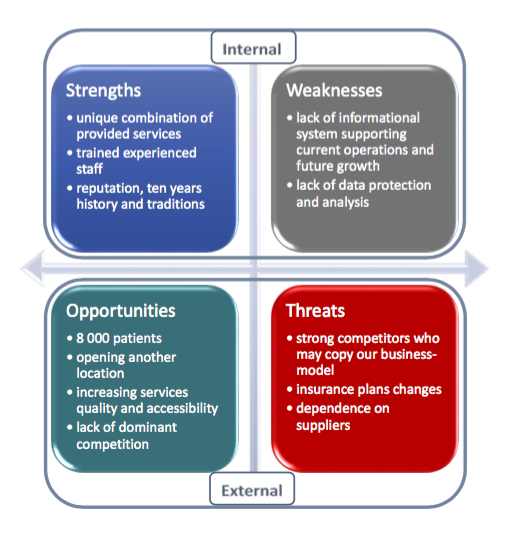 Internal
Strengths
• unique combination of
provided services
• trained experienced
staff
• reputation, ten years
history and traditions
Weaknesses
• lack of informational
system supporting
current operations and
future growth
• lack of data protection
and analysis
Opportunities
• 8 000 patients
• opening another
location
• increasing services
quality and accessibility
• lack of dominant
competition
Threats
• strong competitors who
may copy our business-
model
• insurance plans changes
• dependence on
suppliers
External